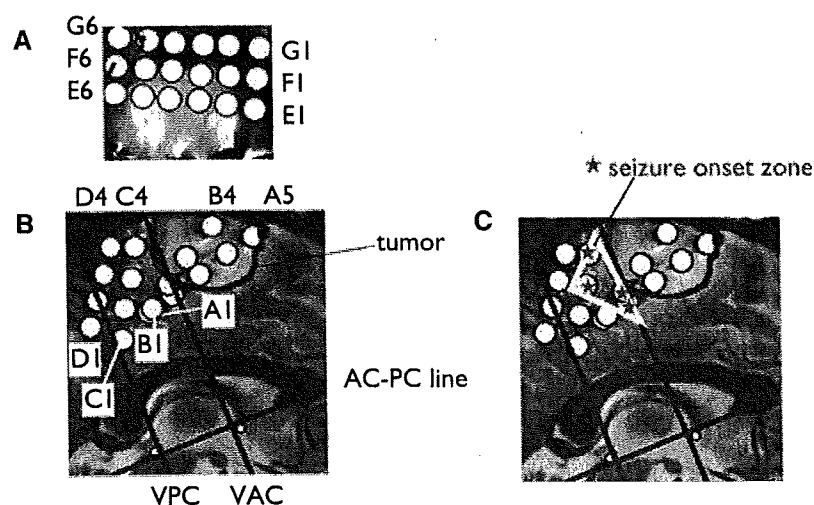 A
G6
G1
F6
F1
E6
E1
B
D4 C4 B4 A5
tumor
A1
B1
D1
C1
AC-PC line
VPC VAC
C
★ seizure onset zone